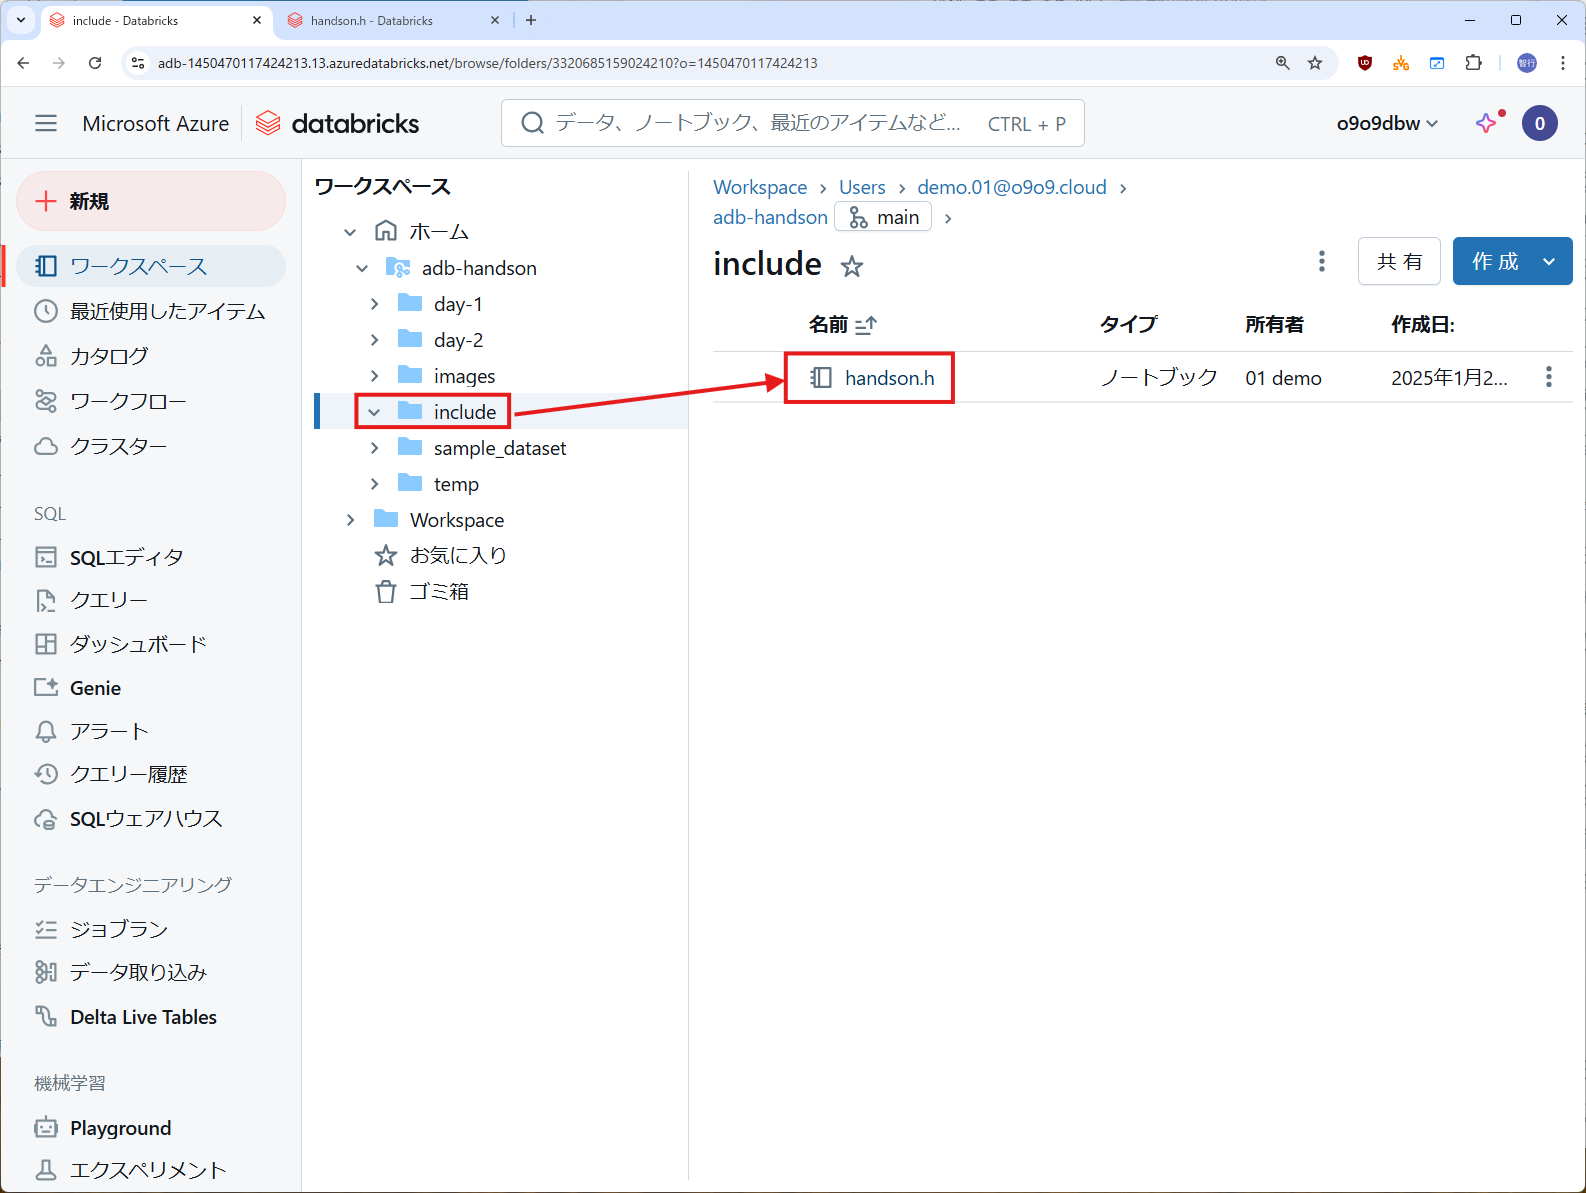 include - Databricks
handson.h - Databricks
adb-1450470117424213.13.azuredatabricks.net/browse/folders/3320685159024210?o=1450470117424213
智行
Microsoft Azure
databricks
データ、ノートブック、最近のアイテムなど...
CTRL + P
o9o9dbw
0
新規
ワークスペース
最近使用したアイテム
カタログ
ワークフロー
クラスター
SQL
SQLエディタ
クエリー
ダッシュボード
Genie
アラート
クエリー履歴
SQLウェアハウス
データエンジニアリング
ジョブラン
データ取り込み
Delta Live Tables
機械学習
Playground
エクスペリメント
ワークスペース
ホーム
adb-handson
day-1
day-2
images
include
sample_dataset
temp
Workspace
お気に入り
ゴミ箱
Workspace › Users › demo.01@o9o9.cloud ›
adb-handson main ›
include
共有
作成
名前 タイプ 所有者 作成日:
handson.h ノートブック 01 demo 2025年1月2...